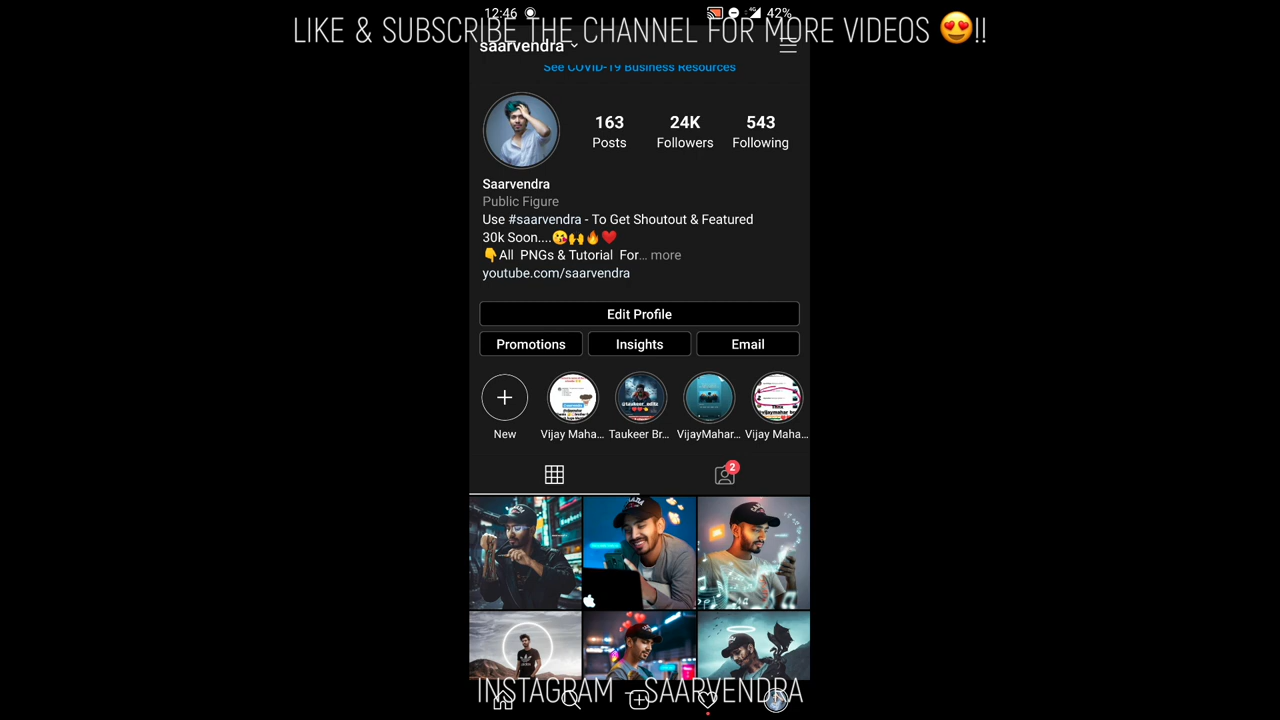 12:46 42%
LIKE & SUBSCRIBE THE CHANNEL FOR MORE VIDEOS 😍!!
saarvendra
See COVID-19 Business Resources
163 24K 543
Posts Followers Following
Saarvendra
Public Figure
Use #saarvendra - To Get Shoutout & Featured
30k Soon....😘🙌🔥❤️
👇All PNGs & Tutorial For... more
youtube.com/saarvendra
Edit Profile
Promotions Insights Email
New Vijay Maha... Taukeer Br... VijayMahar... Vijay Maha...
2
INSTAGRAM - SAARVENDRA